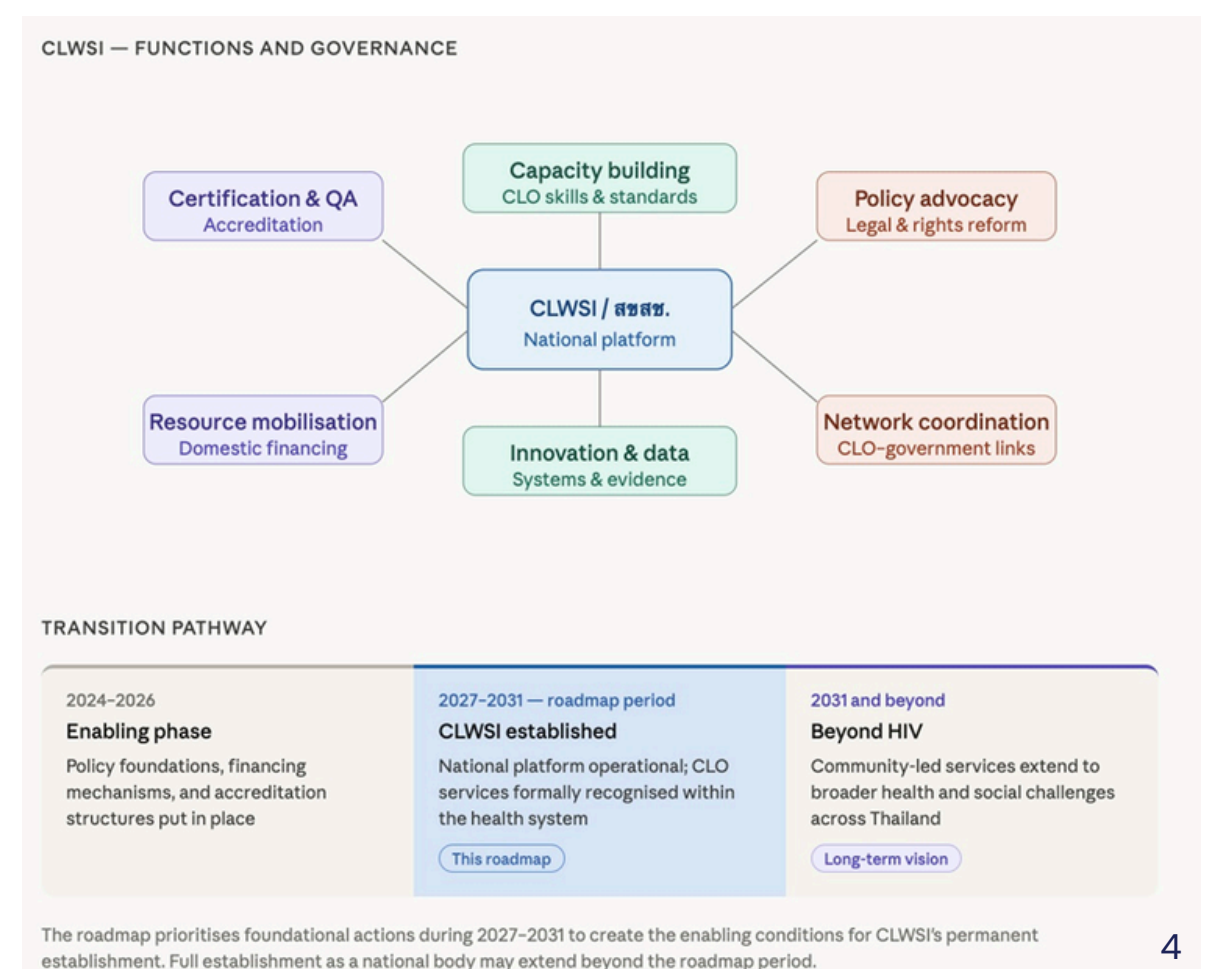 CLWSI — FUNCTIONS AND GOVERNANCE
Capacity building
CLO skills & standards
Certification & QA
Accreditation
Policy advocacy
Legal & rights reform
CLWSI / สขสช.
National platform
Resource mobilisation
Domestic financing
Network coordination
CLO–government links
Innovation & data
Systems & evidence
TRANSITION PATHWAY
2024–2026
Enabling phase
Policy foundations, financing
mechanisms, and accreditation
structures put in place
2027–2031 — roadmap period
CLWSI established
National platform operational; CLO
services formally recognised within
the health system
This roadmap
2031 and beyond
Beyond HIV
Community-led services extend to
broader health and social challenges
across Thailand
Long-term vision
The roadmap prioritises foundational actions during 2027–2031 to create the enabling conditions for CLWSI's permanent
establishment. Full establishment as a national body may extend beyond the roadmap period.
4